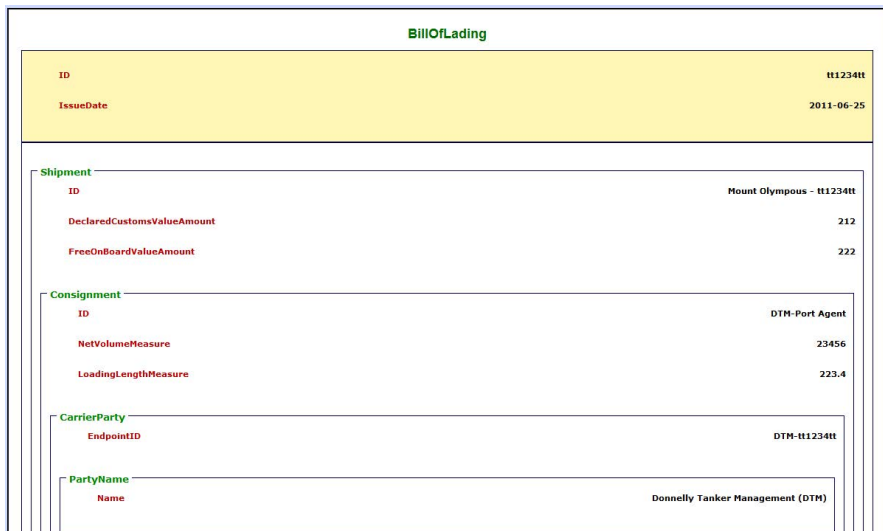 BillOfLading
ID tt1234tt
IssueDate 2011-06-25
Shipment
ID Mount Olympous - tt1234tt
DeclaredCustomsValueAmount 212
FreeOnBoardValueAmount 222
Consignment
ID DTM-Port Agent
NetVolumeMeasure 23456
LoadingLengthMeasure 223.4
CarrierParty
EndpointID DTM-tt1234tt
PartyName
Name Donnelly Tanker Management (DTM)